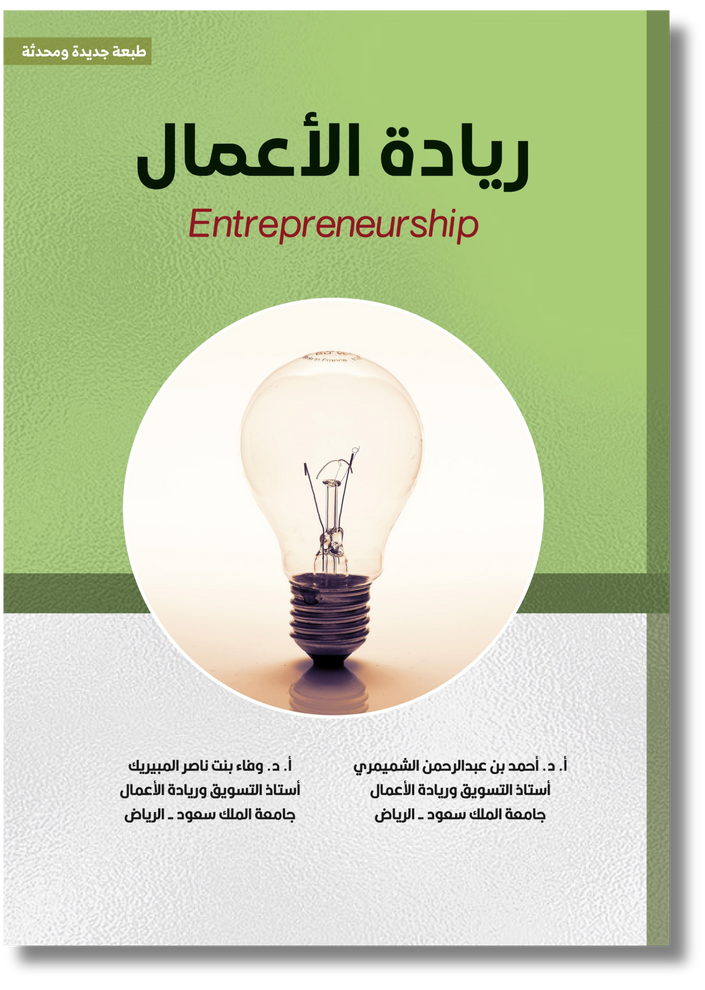 طبعة جديدة ومحدثة
ريادة الأعمال
Entrepreneurship
أ. د. أحمد بن عبدالرحمن الشميمري
أستاذ التسويق وريادة الأعمال
جامعة الملك سعود ـ الرياض
أ. د. وفاء بنت ناصر المبيريك
أستاذ التسويق وريادة الأعمال
جامعة الملك سعود ـ الرياض